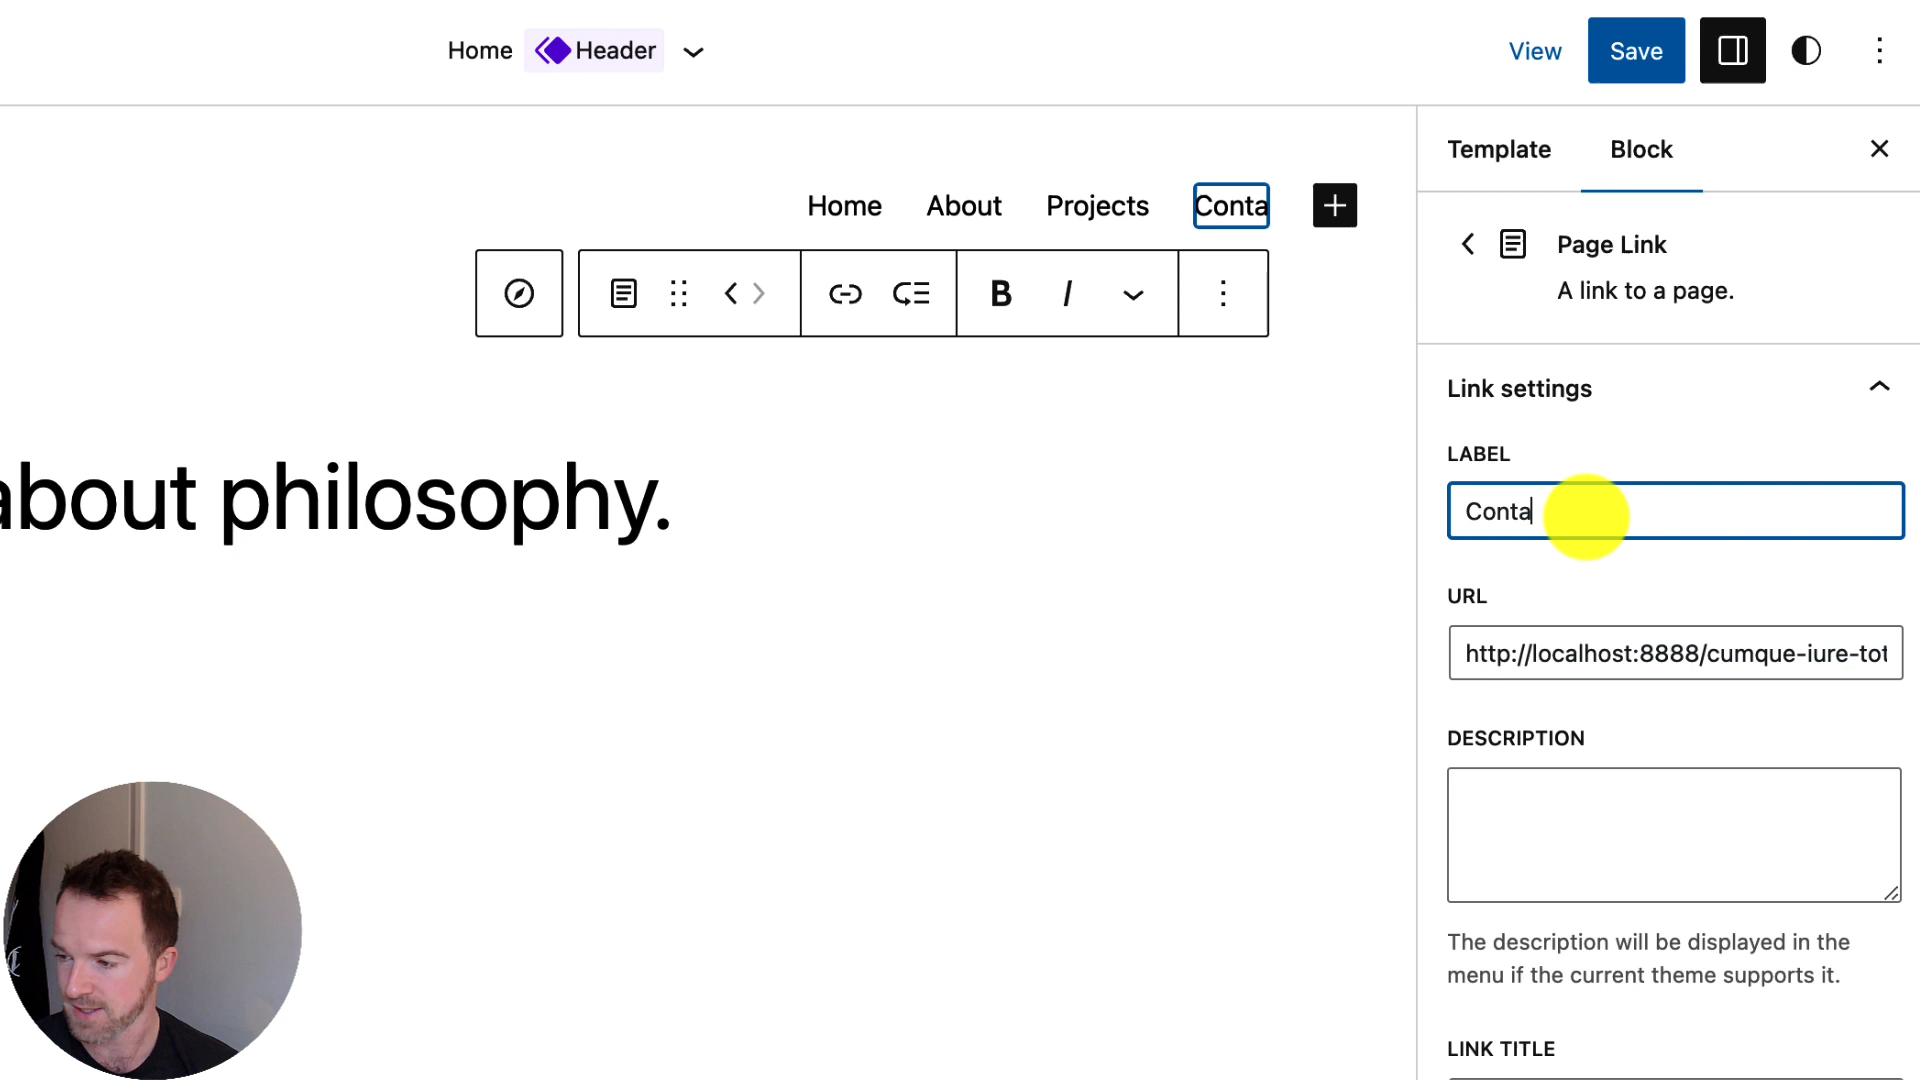 Home Header
View Save
Template Block
Home About Projects Conta
Page Link
A link to a page.
B I
Link settings
LABEL
Conta
about philosophy.
URL
http://localhost:8888/cumque-iure-tot
DESCRIPTION
The description will be displayed in the
menu if the current theme supports it.
LINK TITLE